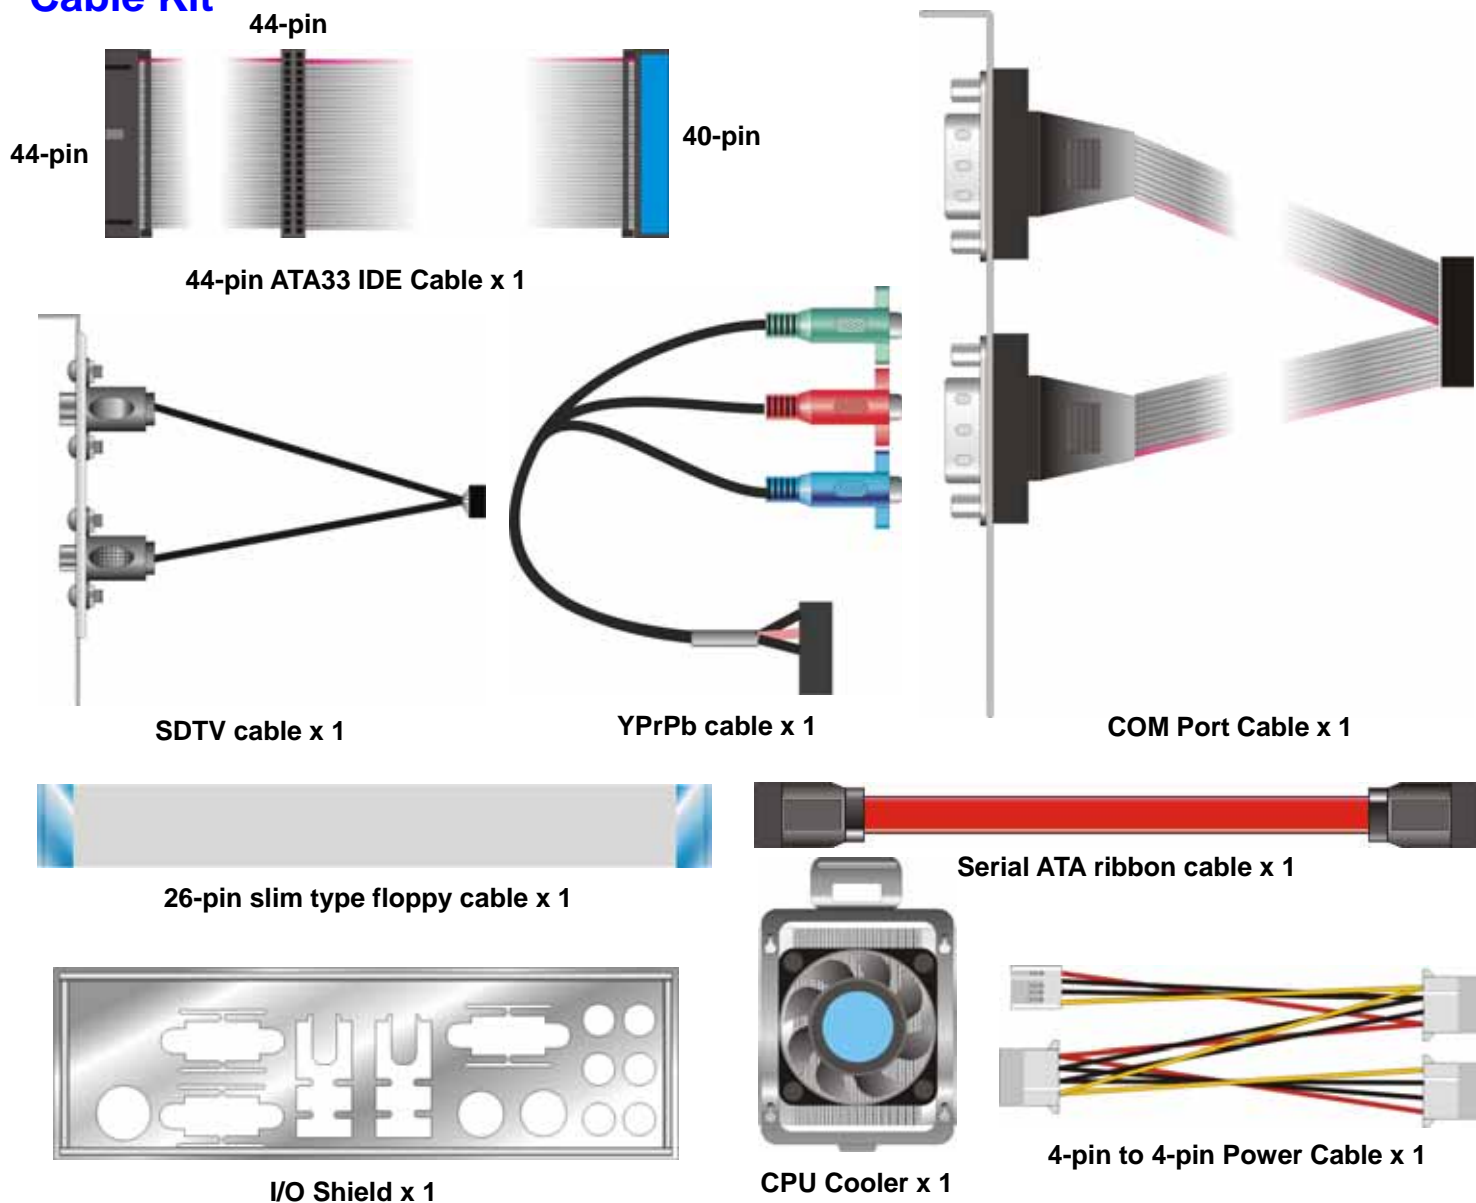 Cable Kit
44-pin
44-pin
40-pin
44-pin ATA33 IDE Cable x 1
SDTV cable x 1
YPrPb cable x 1
COM Port Cable x 1
26-pin slim type floppy cable x 1
Serial ATA ribbon cable x 1
I/O Shield x 1
CPU Cooler x 1
4-pin to 4-pin Power Cable x 1